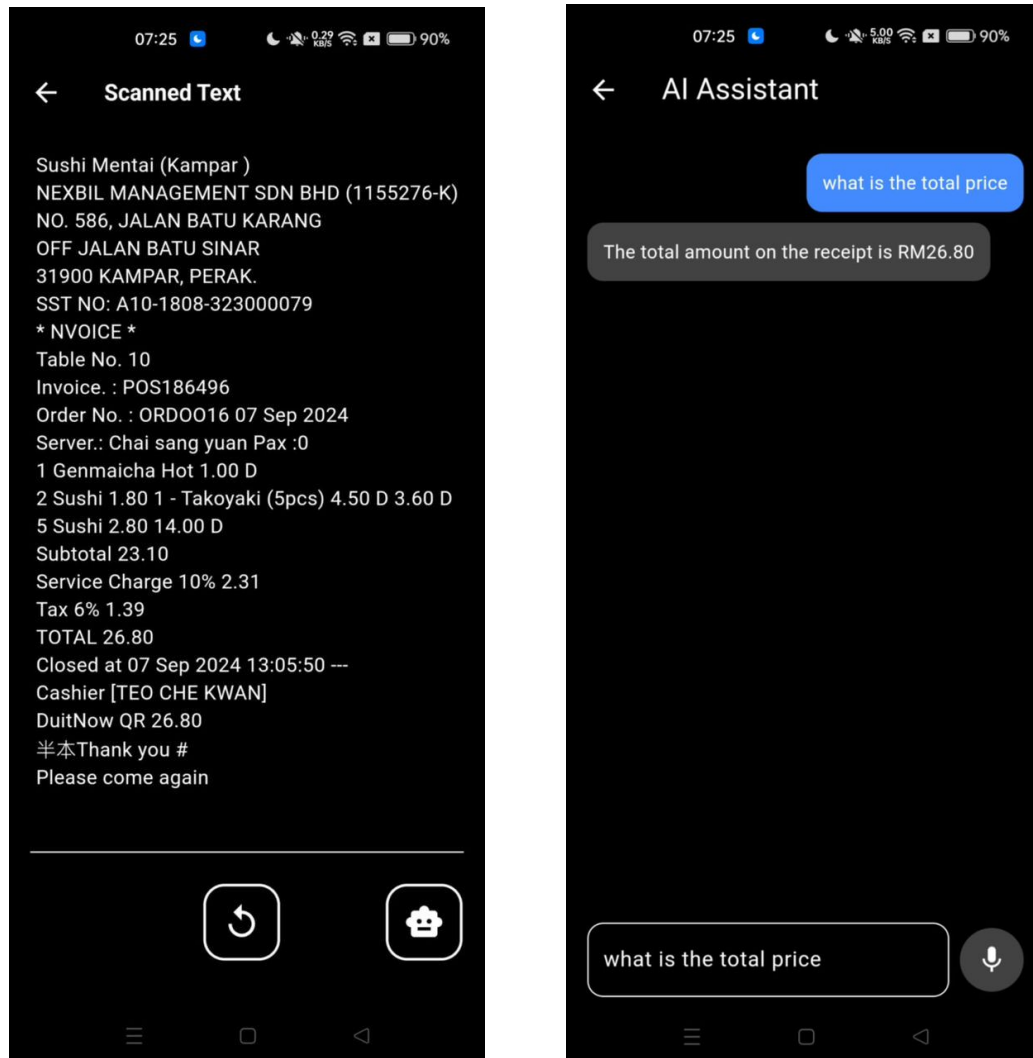 07:25
0.29 KB/S
90%
Scanned Text
Sushi Mentai (Kampar )
NEXBIL MANAGEMENT SDN BHD (1155276-K)
NO. 586, JALAN BATU KARANG
OFF JALAN BATU SINAR
31900 KAMPAR, PERAK.
SST NO: A10-1808-323000079
* NVOICE *
Table No. 10
Invoice. : POS186496
Order No. : ORDOO16 07 Sep 2024
Server.: Chai sang yuan Pax :0
1 Genmaicha Hot 1.00 D
2 Sushi 1.80 1 - Takoyaki (5pcs) 4.50 D 3.60 D
5 Sushi 2.80 14.00 D
Subtotal 23.10
Service Charge 10% 2.31
Tax 6% 1.39
TOTAL 26.80
Closed at 07 Sep 2024 13:05:50 ---
Cashier [TEO CHE KWAN]
DuitNow QR 26.80
半本Thank you #
Please come again
07:25
5.00 KB/S
90%
AI Assistant
what is the total price
The total amount on the receipt is RM26.80
what is the total price